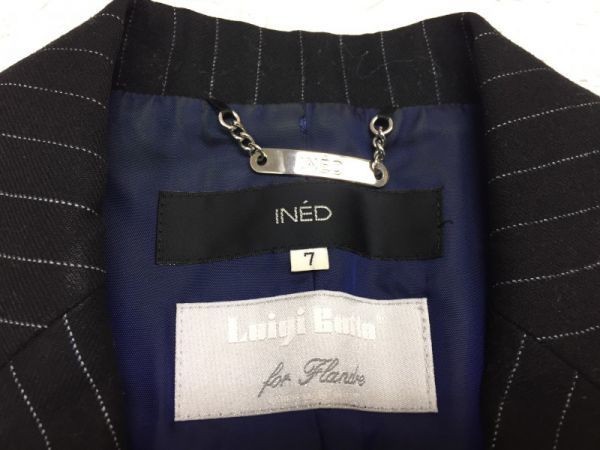 INÉD
INÉD
7
Luigi Botto
for Flandre